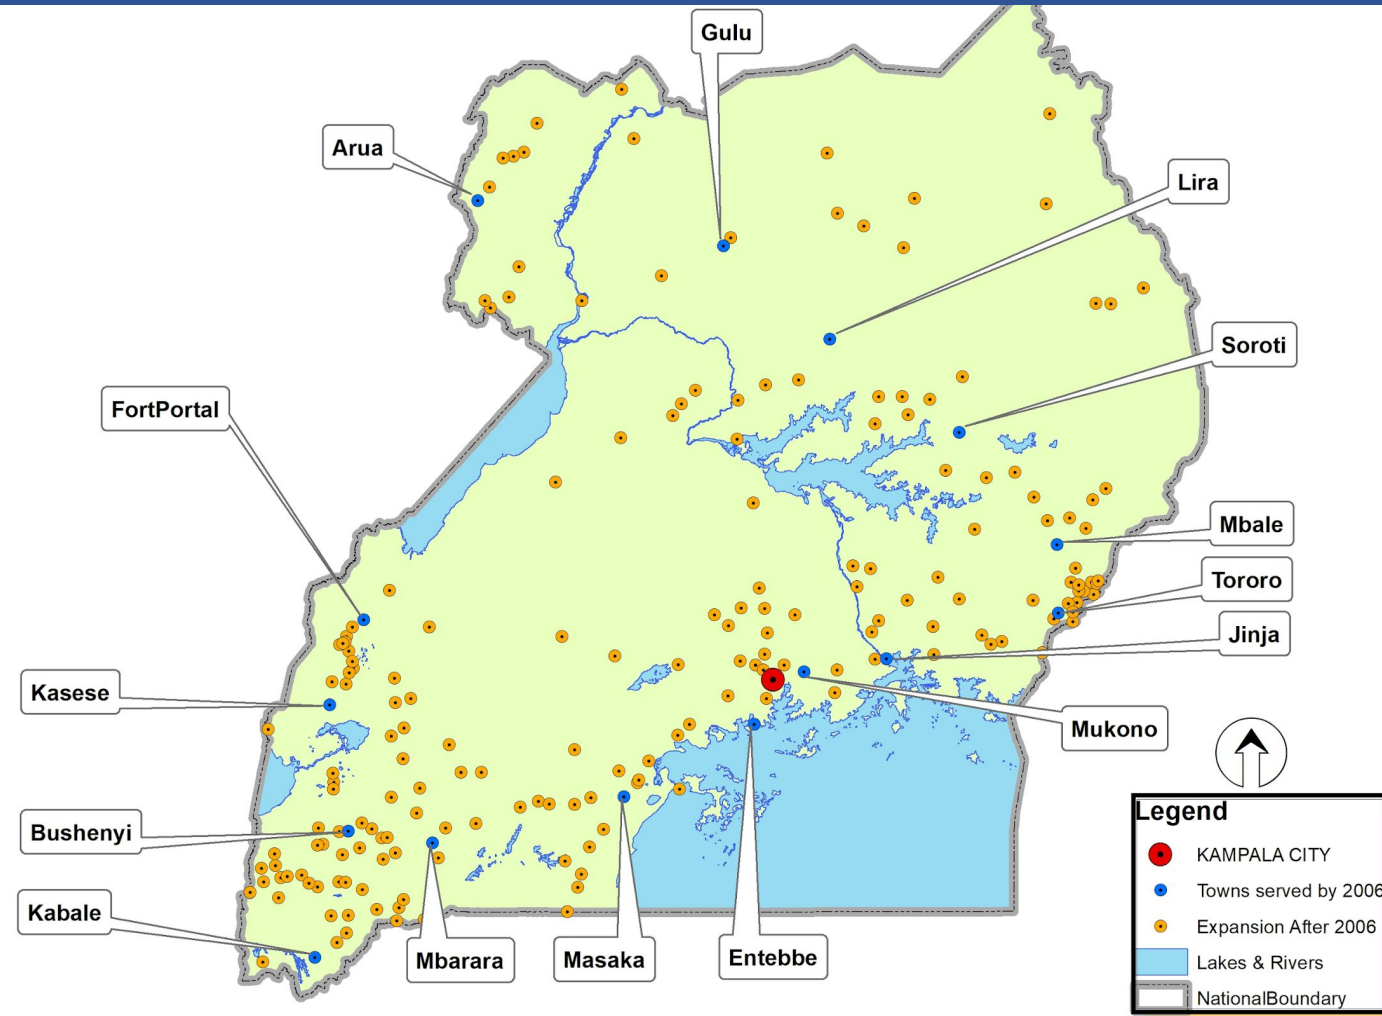 Gulu
Arua
Lira
Soroti
FortPortal
Mbale
Tororo
Jinja
Kasese
Mukono
Bushenyi
Kabale
Mbarara
Masaka
Entebbe
Legend
KAMPALA CITY
Towns served by 2006
Expansion After 2006
Lakes & Rivers
NationalBoundary